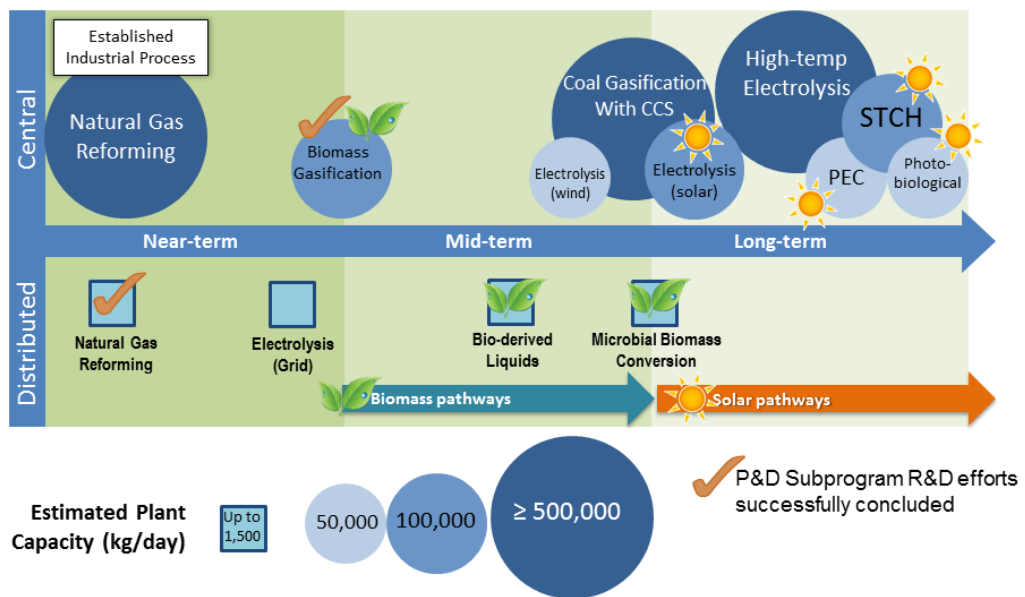 Established
Industrial Process
Central
Natural Gas
Reforming
Biomass
Gasification
Coal Gasification
With CCS
Electrolysis
(wind)
Electrolysis
(solar)
High-temp
Electrolysis
STCH
PEC
Photo-
biological
Near-term
Mid-term
Long-term
Distributed
Natural Gas
Reforming
Electrolysis
(Grid)
Bio-derived
Liquids
Microbial Biomass
Conversion
Biomass pathways
Solar pathways
Estimated Plant
Capacity (kg/day)
Up to
1,500
50,000
100,000
≥ 500,000
P&D Subprogram R&D efforts
successfully concluded